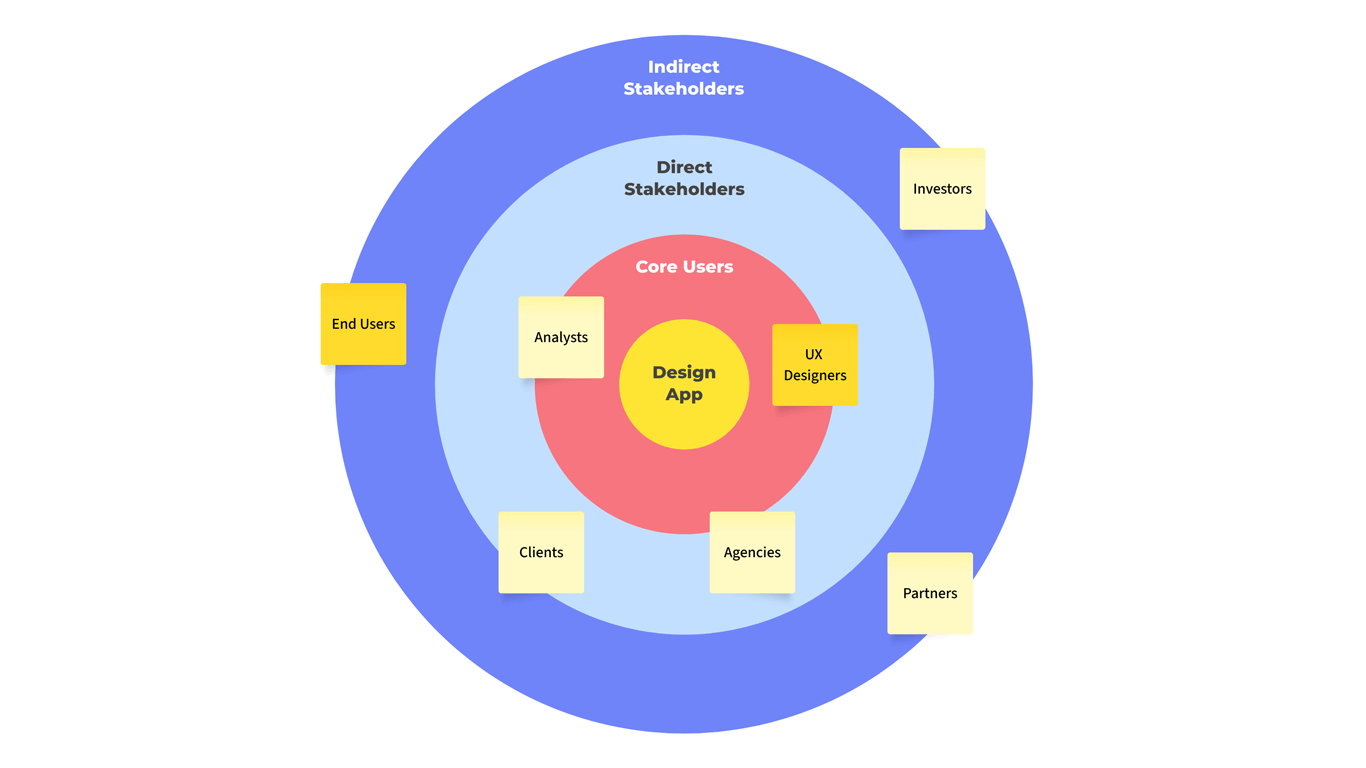 Indirect
Stakeholders
Direct
Stakeholders
Investors
Core Users
End Users
Analysts
UX
Designers
Design
App
Clients
Agencies
Partners